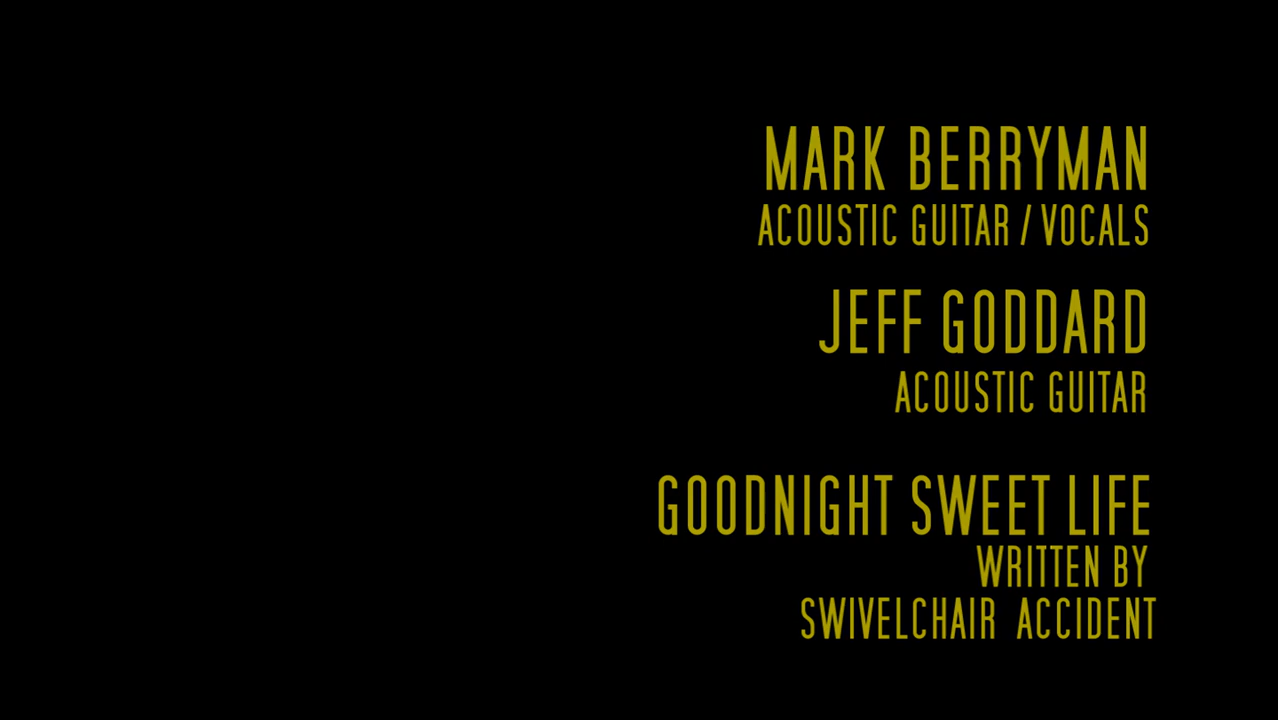 MARK BERRYMAN
ACOUSTIC GUITAR / VOCALS
JEFF GODDARD
ACOUSTIC GUITAR
GOODNIGHT SWEET LIFE
WRITTEN BY
SWIVELCHAIR ACCIDENT